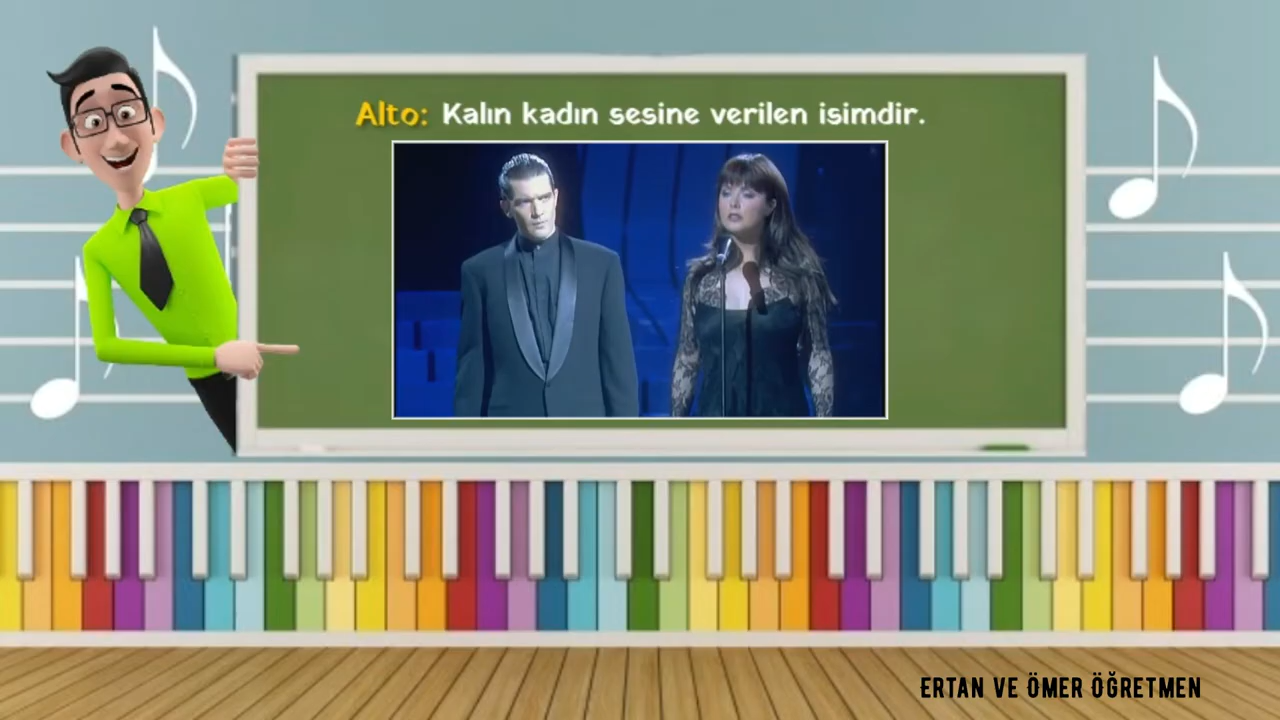 Alto: Kalın kadın sesine verilen isimdir.
ERTAN VE ÖMER ÖĞRETMEN